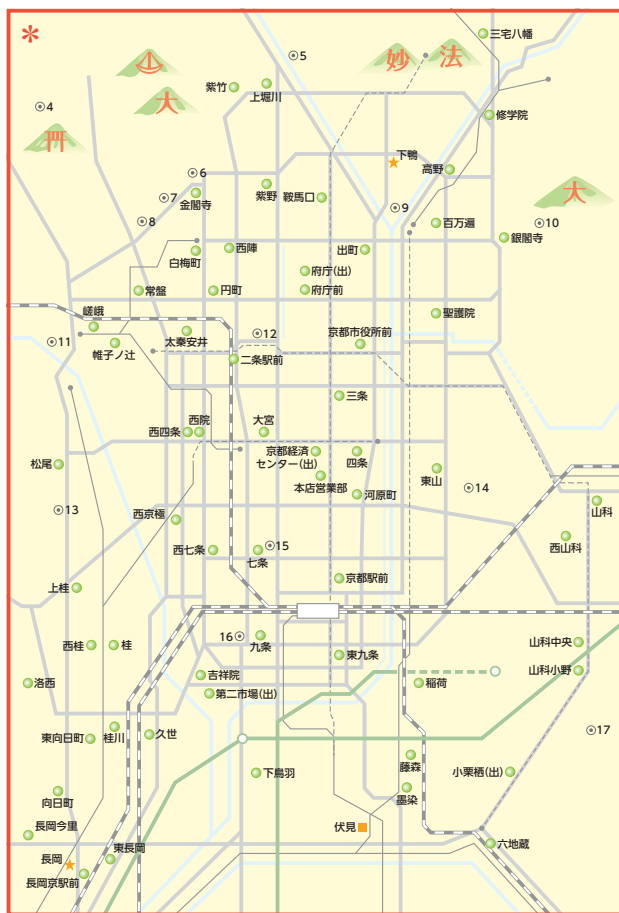 *
三宅八幡
5
妙
法
紫竹
上堀川
大
4
修学院
下鴨
高野
6
7
金閣寺
紫野
鞍馬口
大
8
9
百万遍
10
銀閣寺
白梅町
西陣
出町
府庁(出)
常盤
円町
府庁前
嵯峨
聖護院
11
帷子ノ辻
太秦安井
12
京都市役所前
二条駅前
三条
西院
大宮
西四条
京都経済
センター(出)
四条
松尾
東山
本店営業部
14
河原町
山科
13
西京極
西山科
西七条
七条
15
京都駅前
上桂
16
九条
西桂
桂
東九条
山科中央
吉祥院
山科小野
洛西
第二市場(出)
稲荷
17
東向日町
桂川
久世
藤森
下鳥羽
小栗栖(出)
墨染
向日町
伏見
長岡今里
六地蔵
長岡
東長岡
長岡京駅前